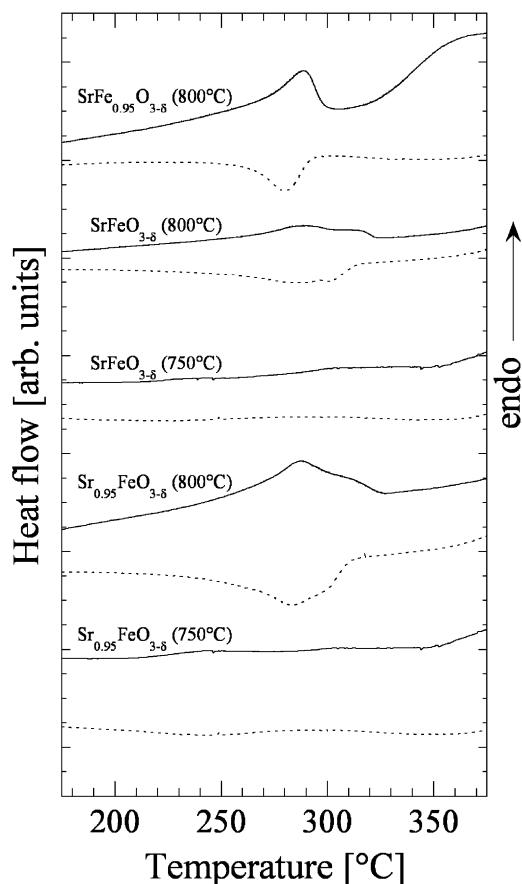 SrFe0.95O3-δ (800°C)
SrFeO3-δ (800°C)
SrFeO3-δ (750°C)
Sr0.95FeO3-δ (800°C)
Sr0.95FeO3-δ (750°C)
Heat flow [arb. units]
endo
200 250 300 350
Temperature [°C]